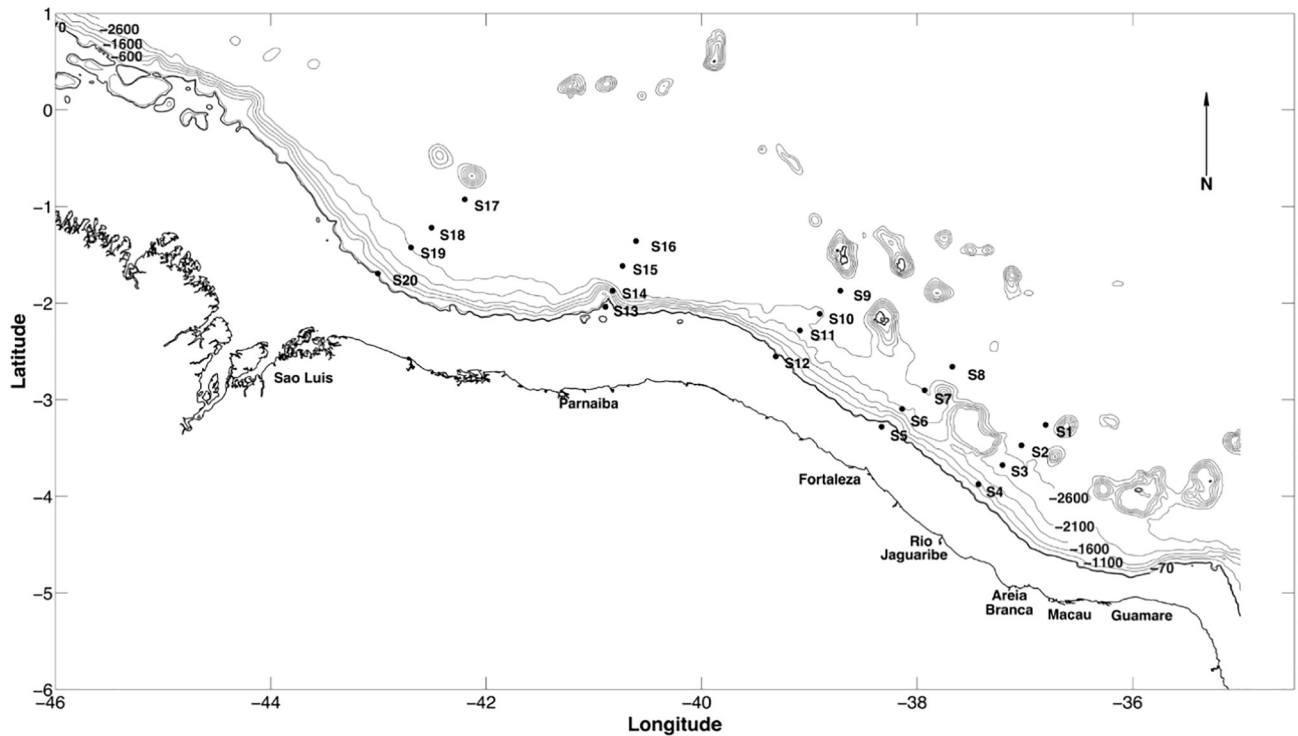 1
−2600
70
−1600
−600
0
N
−1
S17
S18
S16
S19
S15
S20
S14
S9
−2
S13
S10
S11
S12
S8
Sao Luis
−3
Parnaiba
S7
S6
S1
S5
S2
S3
Fortaleza
S4
−4
−2600
−2100
Rio
Jaguaribe
−1600
−1100
−70
−5
Areia
Branca
Macau
Guamare
−6
−46
−44
−42
−40
−38
−36
Longitude
Latitude